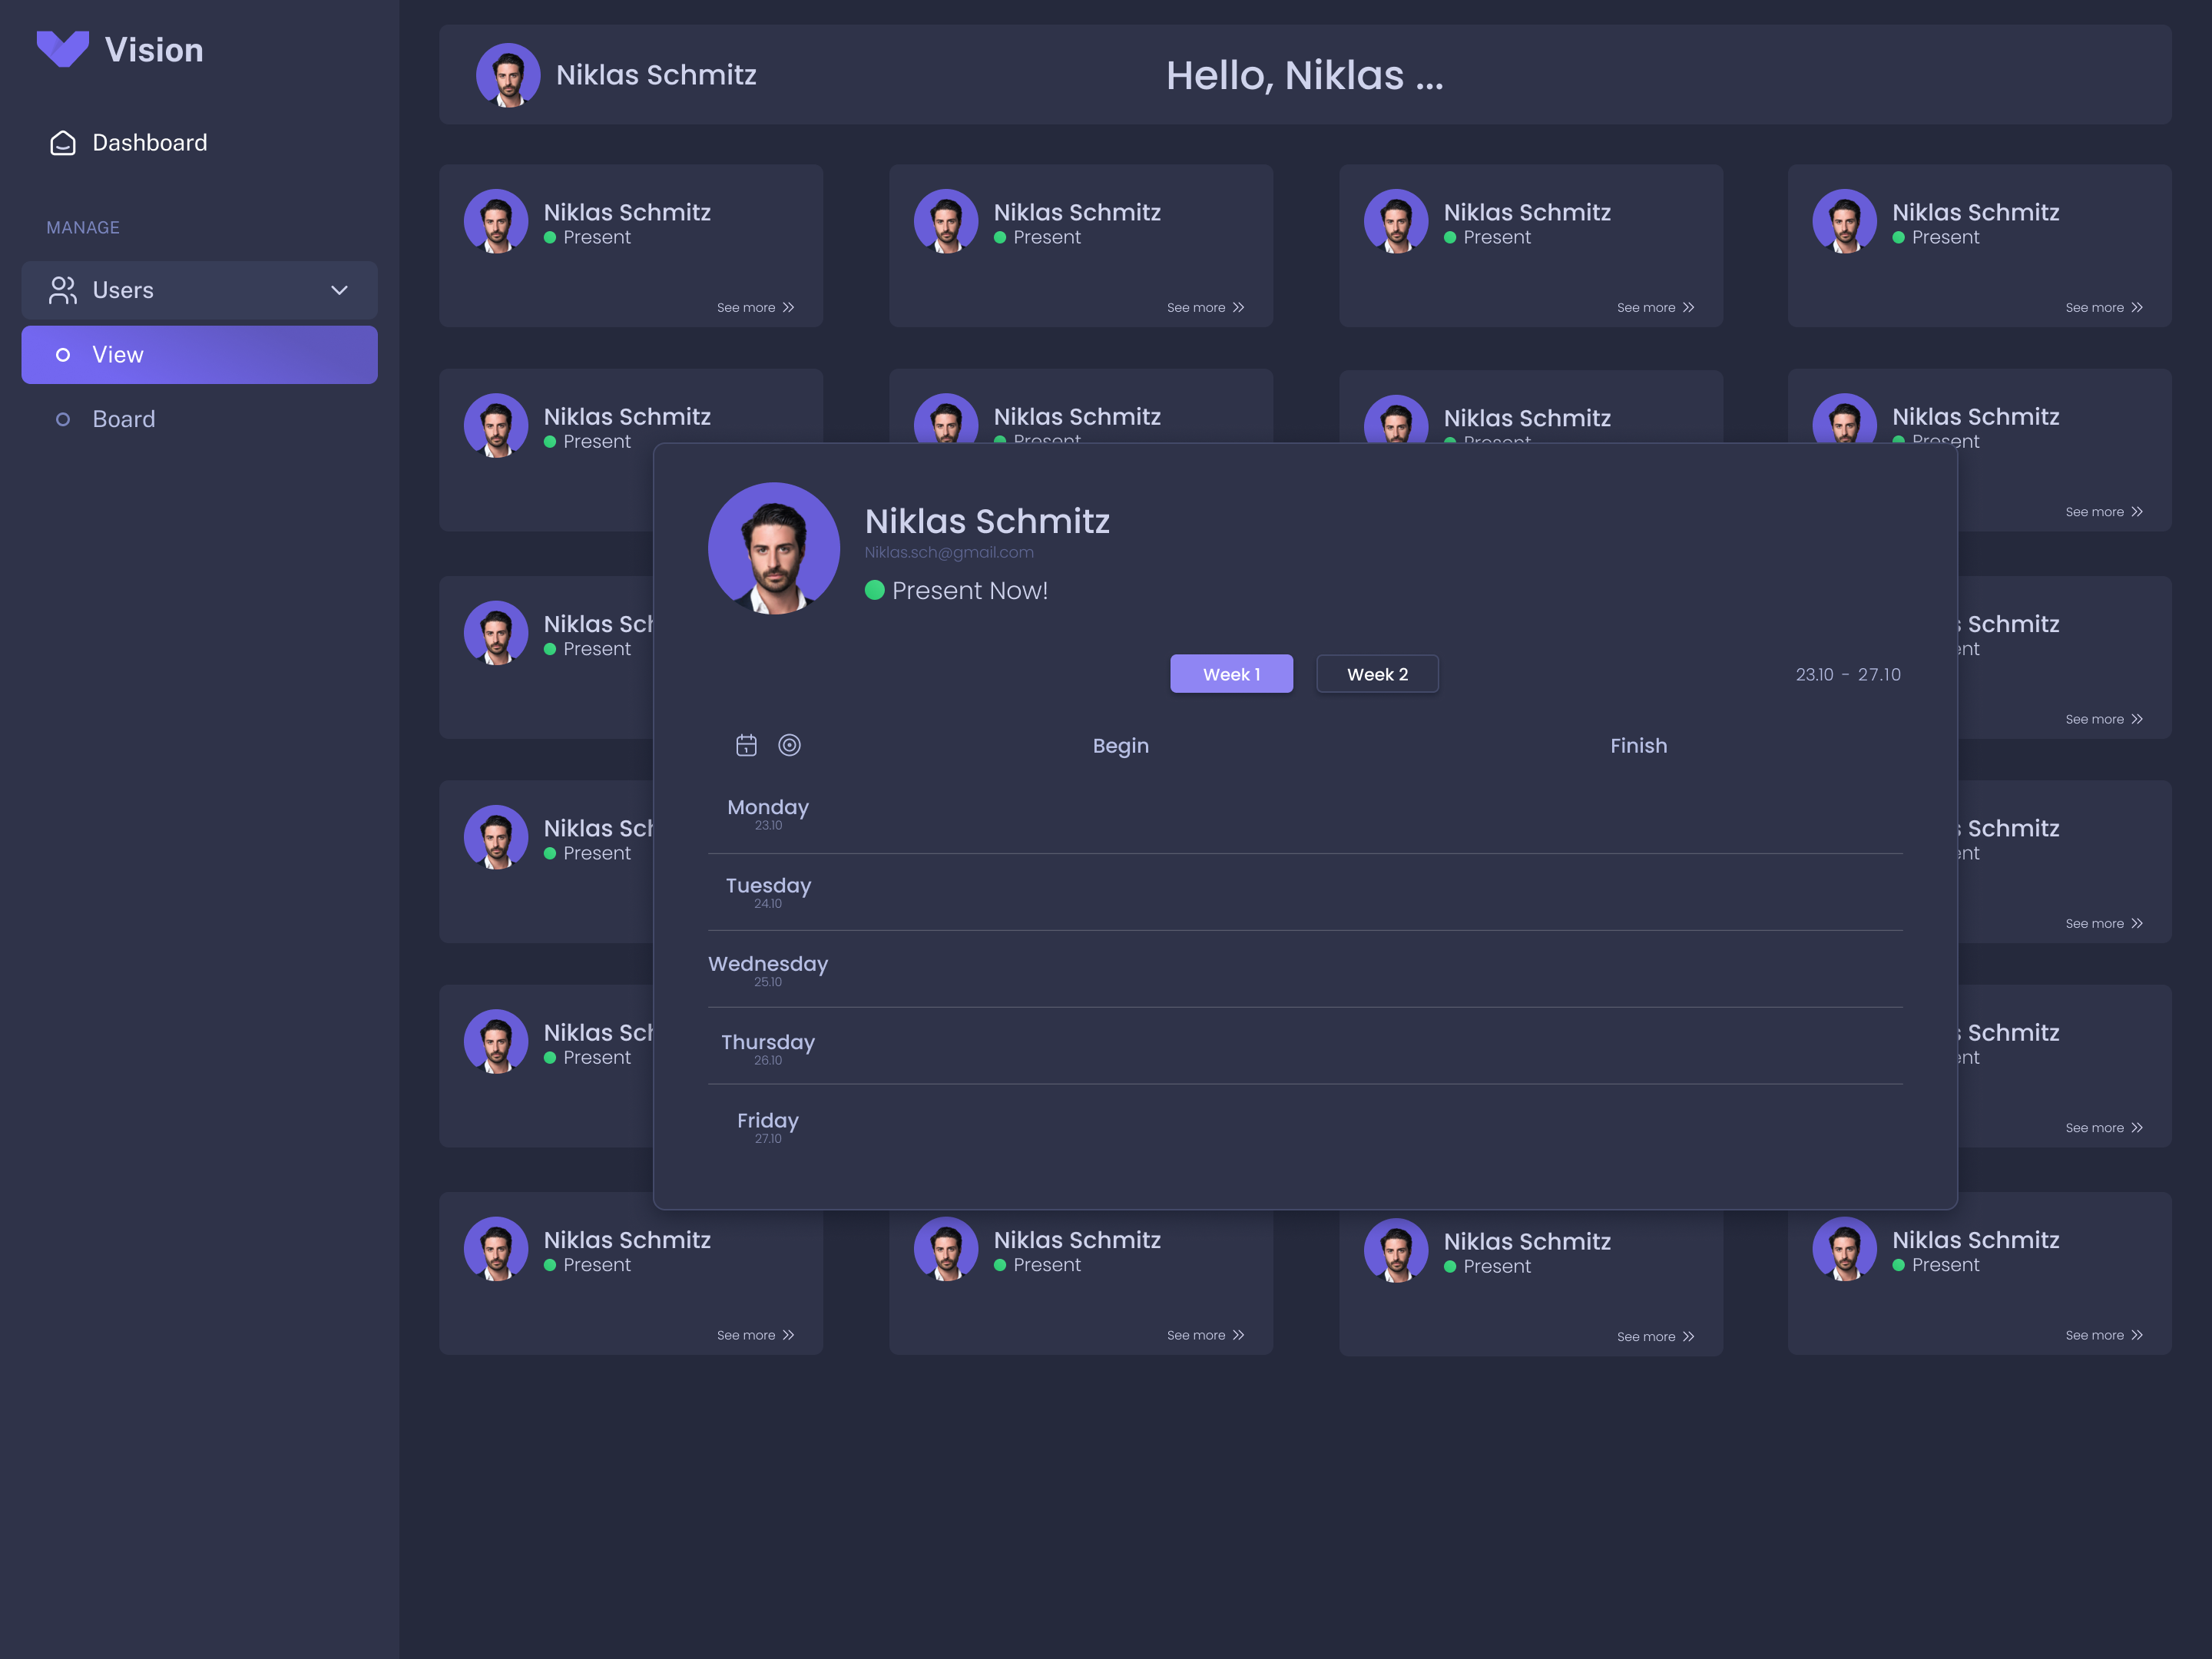 Vision
Dashboard
MANAGE
Users
View
Board
Niklas Schmitz
Hello, Niklas ...
Niklas Schmitz
Present
See more
Niklas Schmitz
Present
See more
Niklas Schmitz
Present
See more
Niklas Schmitz
Present
See more
Niklas Schmitz
Present
Niklas Schmitz
Present
Niklas Schmitz
Present
Niklas Schmitz
Present
See more
Niklas Schmitz
Niklas.sch@gmail.com
Present Now!
Week 1
Week 2
23.10 - 27.10
Begin
Finish
Monday
23.10
Tuesday
24.10
Wednesday
25.10
Thursday
26.10
Friday
27.10
Niklas Sch
Present
s Schmitz
ent
See more
Niklas Sch
Present
s Schmitz
ent
See more
Niklas Sch
Present
s Schmitz
ent
See more
Niklas Schmitz
Present
See more
Niklas Schmitz
Present
See more
Niklas Schmitz
Present
See more
Niklas Schmitz
Present
See more